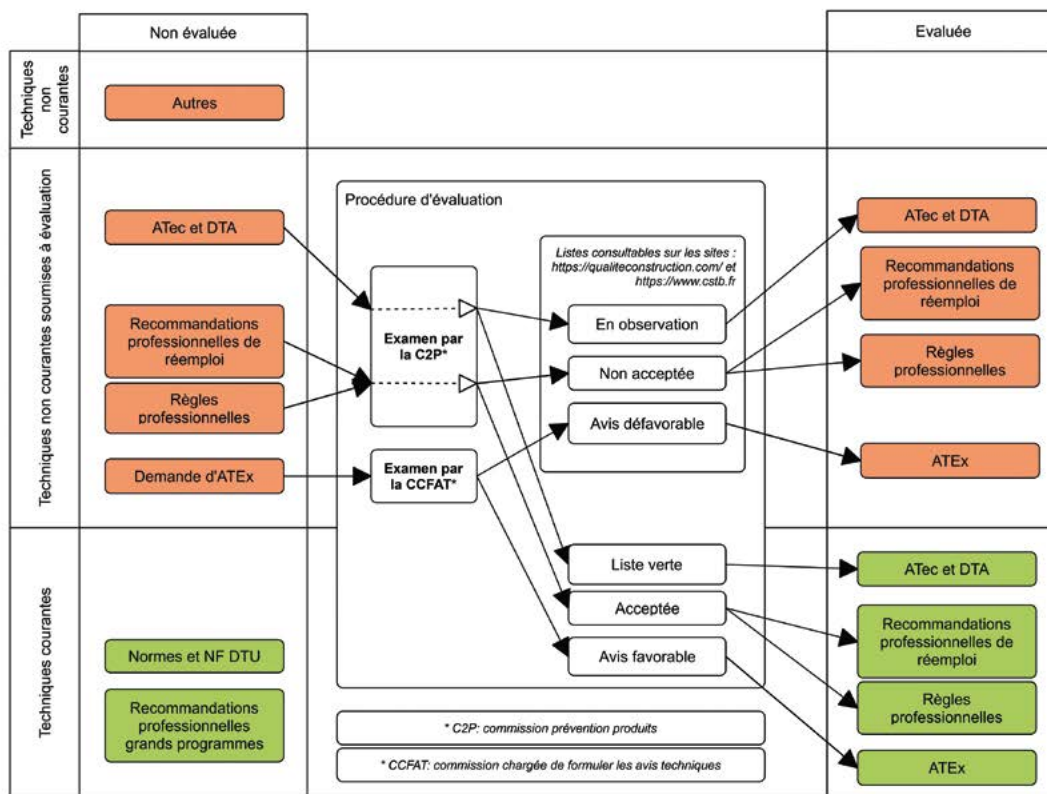 Non évaluée
Evaluée
Techniques
non
courantes
Autres
Techniques non courantes soumises à évaluation
ATec et DTA
Recommandations
professionnelles de
réemploi
Règles
professionnelles
Demande d'ATEx
Procédure d'évaluation
Examen par
la C2P*
Examen par
la CCFAT*
Listes consultables sur les sites :
https://qualiteconstruction.com/ et
https://www.cstb.fr
En observation
Non acceptée
Avis défavorable
ATec et DTA
Recommandations
professionnelles de
réemploi
Règles
professionnelles
ATEx
Techniques courantes
Normes et NF DTU
Recommandations
professionnelles
grands programmes
Liste verte
Acceptée
Avis favorable
ATec et DTA
Recommandations
professionnelles de
réemploi
Règles
professionnelles
ATEx
* C2P: commission prévention produits
* CCFAT: commission chargée de formuler les avis techniques